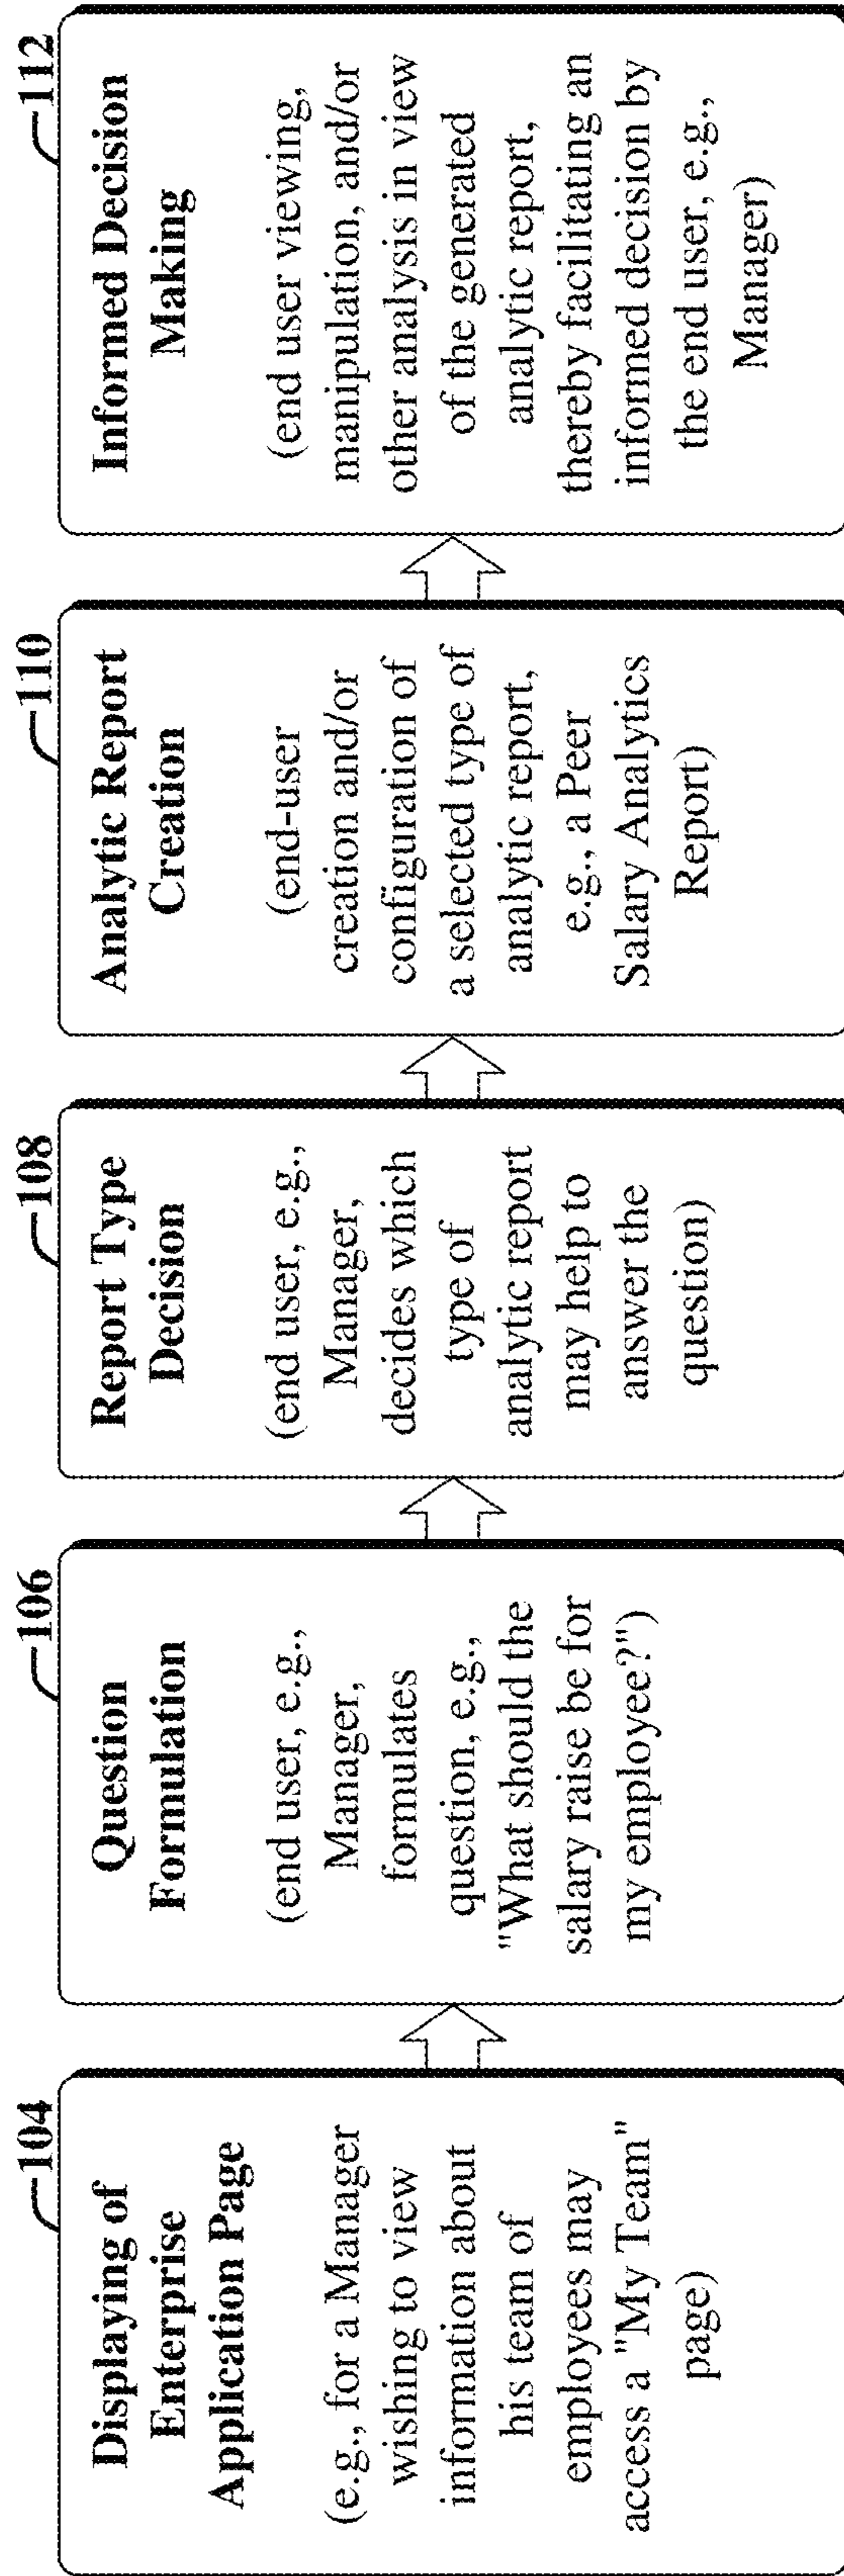 104
Displaying of
Enterprise
Application Page
(e.g., for a Manager
wishing to view
information about
his team of
employees may
access a "My Team"
page)
106
Question
Formulation
(end user, e.g.,
Manager,
formulates
question, e.g.,
"What should the
salary raise be for
my employee?")
108
Report Type
Decision
(end user, e.g.,
Manager,
decides which
type of
analytic report
may help to
answer the
question)
110
Analytic Report
Creation
(end-user
creation and/or
configuration of
a selected type of
analytic report,
e.g., a Peer
Salary Analytics
Report)
112
Informed Decision
Making
(end user viewing,
manipulation, and/or
other analysis in view
of the generated
analytic report,
thereby facilitating an
informed decision by
the end user, e.g.,
Manager)